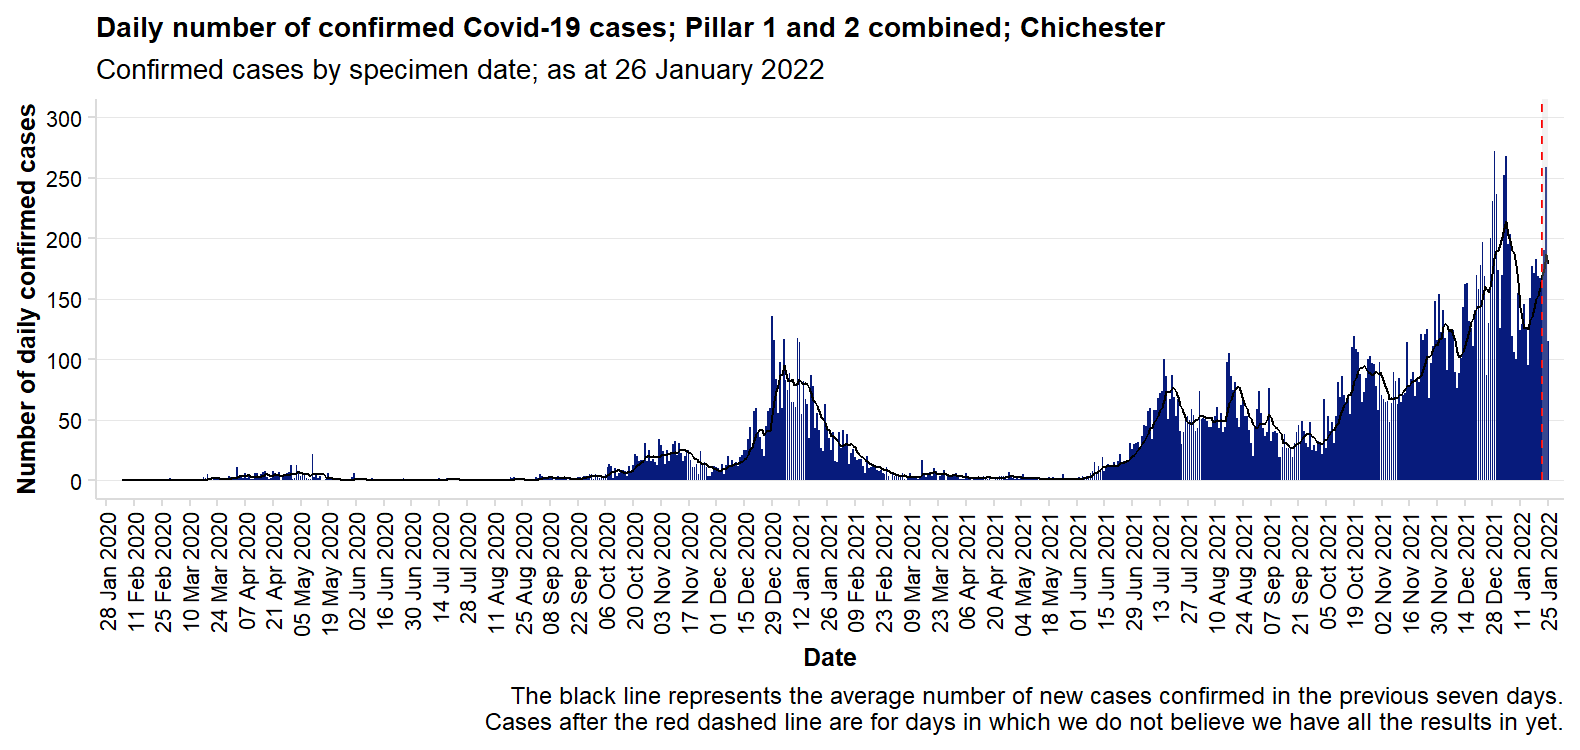 Daily number of confirmed Covid-19 cases; Pillar 1 and 2 combined; Chichester
Confirmed cases by specimen date; as at 26 January 2022
Number of daily confirmed cases
300
250
200
150
100
50
0
28 Jan 2020
11 Feb 2020
25 Feb 2020
10 Mar 2020
24 Mar 2020
07 Apr 2020
21 Apr 2020
05 May 2020
19 May 2020
02 Jun 2020
16 Jun 2020
30 Jun 2020
14 Jul 2020
28 Jul 2020
11 Aug 2020
25 Aug 2020
08 Sep 2020
22 Sep 2020
06 Oct 2020
20 Oct 2020
03 Nov 2020
17 Nov 2020
01 Dec 2020
15 Dec 2020
29 Dec 2020
12 Jan 2021
26 Jan 2021
09 Feb 2021
23 Feb 2021
09 Mar 2021
23 Mar 2021
06 Apr 2021
20 Apr 2021
04 May 2021
18 May 2021
01 Jun 2021
15 Jun 2021
29 Jun 2021
13 Jul 2021
27 Jul 2021
10 Aug 2021
24 Aug 2021
07 Sep 2021
21 Sep 2021
05 Oct 2021
19 Oct 2021
02 Nov 2021
16 Nov 2021
30 Nov 2021
14 Dec 2021
28 Dec 2021
11 Jan 2022
25 Jan 2022
Date
The black line represents the average number of new cases confirmed in the previous seven days.
Cases after the red dashed line are for days in which we do not believe we have all the results in yet.